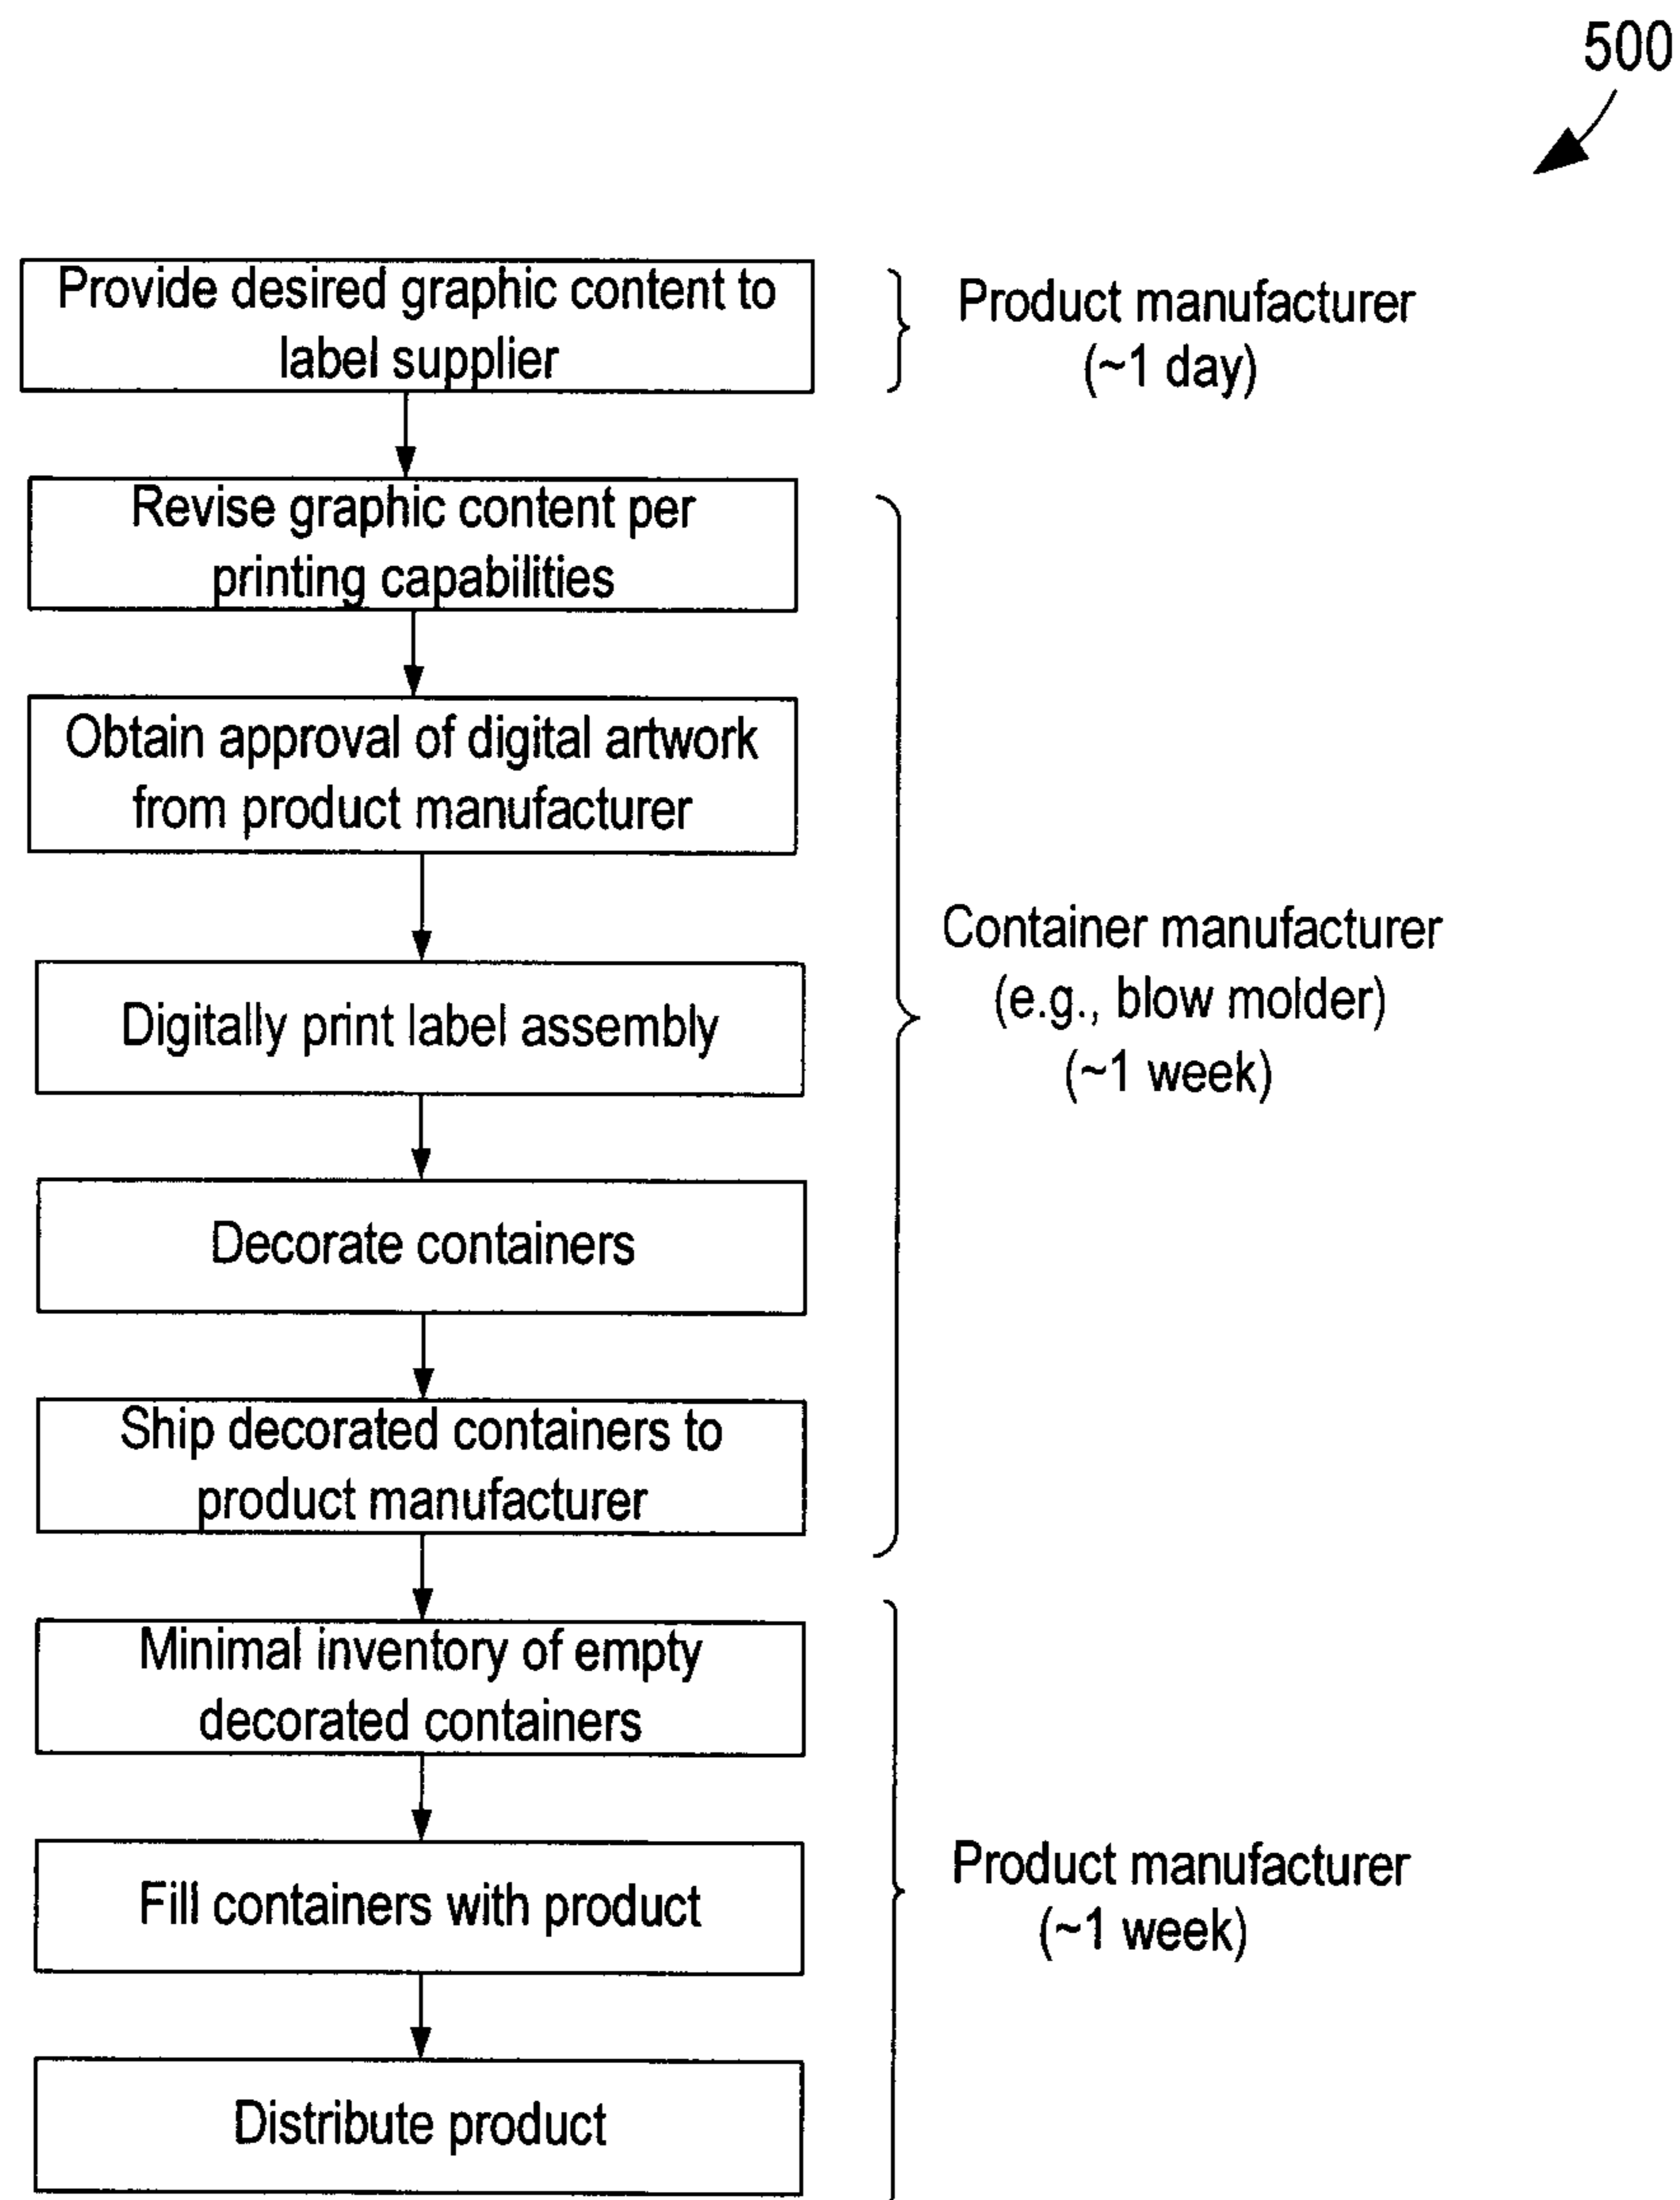 500
Provide desired graphic content to
label supplier
Product manufacturer
(~1 day)
Revise graphic content per
printing capabilities
Obtain approval of digital artwork
from product manufacturer
Digitally print label assembly
Decorate containers
Ship decorated containers to
product manufacturer
Container manufacturer
(e.g., blow molder)
(~1 week)
Minimal inventory of empty
decorated containers
Fill containers with product
Distribute product
Product manufacturer
(~1 week)